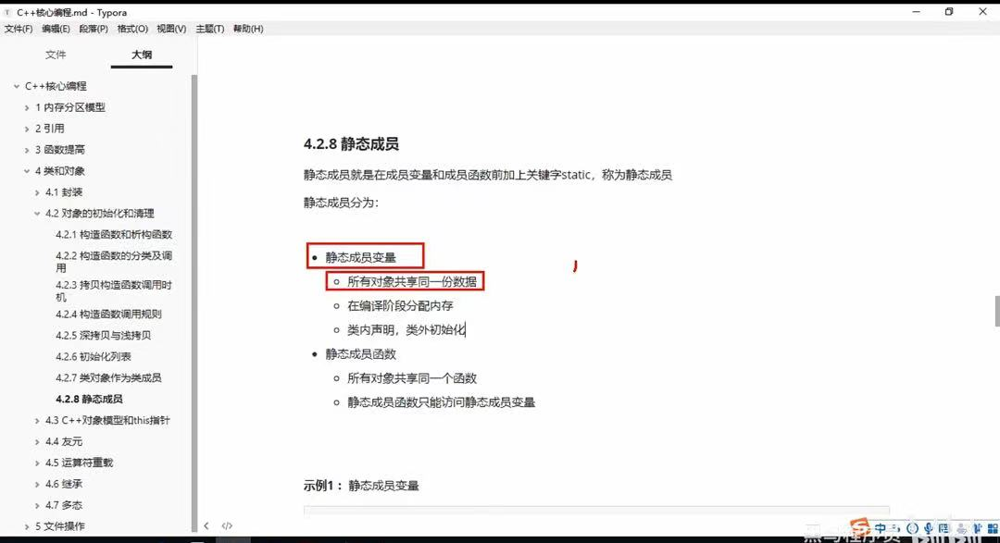 C++核心编程.md - Typora
文件(F) 编辑(E) 段落(P) 格式(O) 视图(V) 主题(T) 帮助(H)
文件 大纲
C++核心编程
1 内存分区模型
2 引用
3 函数提高
4 类和对象
4.1 封装
4.2 对象的初始化和清理
4.2.1 构造函数和析构函数
4.2.2 构造函数的分类及调
用
4.2.3 拷贝构造函数调用时
机
4.2.4 构造函数调用规则
4.2.5 深拷贝与浅拷贝
4.2.6 初始化列表
4.2.7 类对象作为类成员
4.2.8 静态成员
4.3 C++对象模型和this指针
4.4 友元
4.5 运算符重载
4.6 继承
4.7 多态
5 文件操作
4.2.8 静态成员
静态成员就是在成员变量和成员函数前加上关键字static，称为静态成员
静态成员分为：
静态成员变量
所有对象共享同一份数据
在编译阶段分配内存
类内声明，类外初始化
静态成员函数
所有对象共享同一个函数
静态成员函数只能访问静态成员变量
示例1：静态成员变量
</>
中